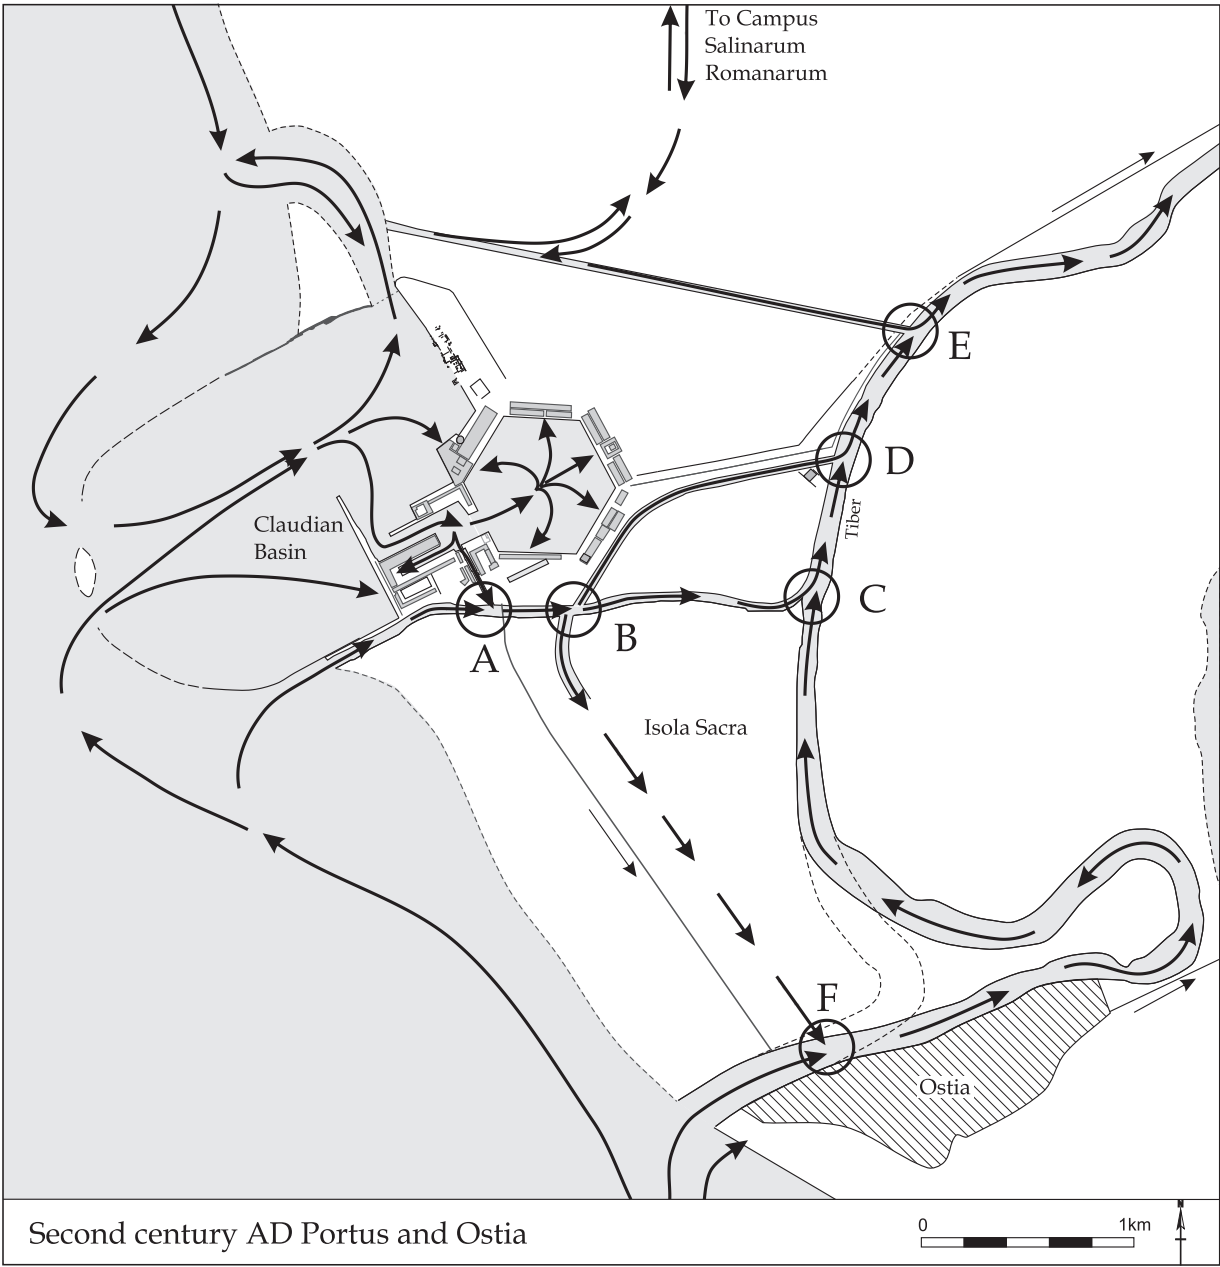 To Campus
Salinarum
Romanarum
E
D
Tiber
Claudian
Basin
C
B
A
Isola Sacra
F
Ostia
Second century AD Portus and Ostia
0 1km
N